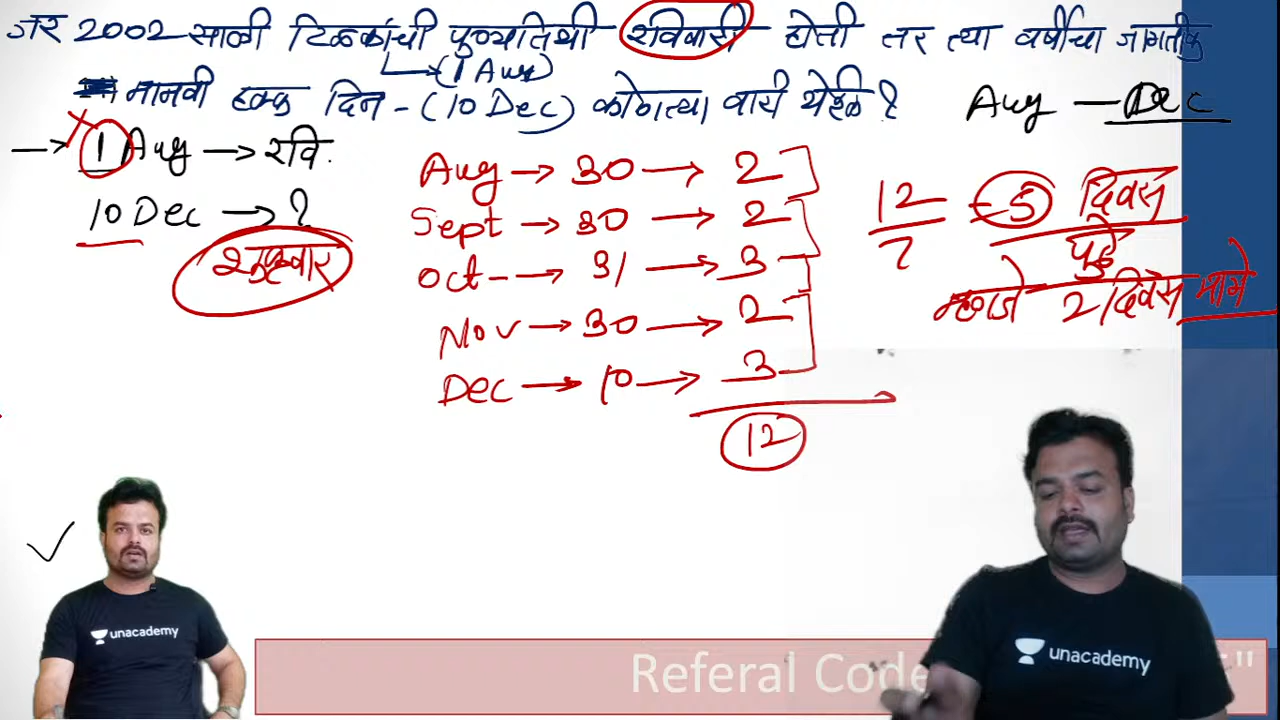 जर 2002 साली टिळकांची पुण्यतिथी रविवारी होती तर त्या वर्षीचा जागतीक
(1 Aug)
मानवी हक्क दिन - (10 Dec) कोणत्या वारी येईल ?
Aug — Dec
→ 1 Aug → रवि.
10 Dec → ?
शुक्रवार
Aug → 30 → 2
Sept → 30 → 2
Oct → 31 → 3
Nov → 30 → 2
Dec → 10 → 3
12
12/7 = 5 दिवस
पुढे
म्हणजे 2 दिवस मागे
unacademy
unacademy
Referal Code